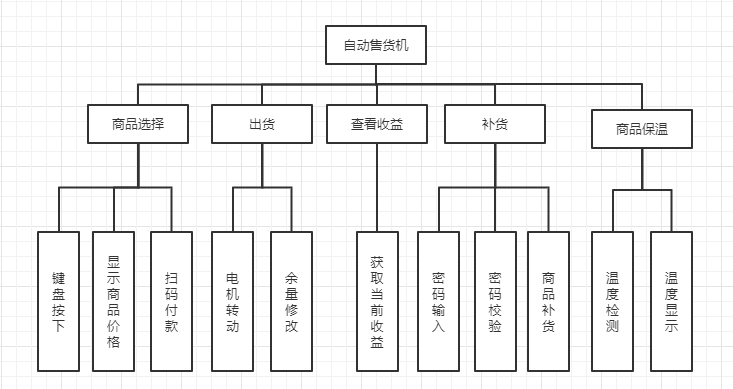 自动售货机
商品选择
出货
查看收益
补货
商品保温
键盘按下
显示商品价格
扫码付款
电机转动
余量修改
获取当前收益
密码输入
密码校验
商品补货
温度检测
温度显示